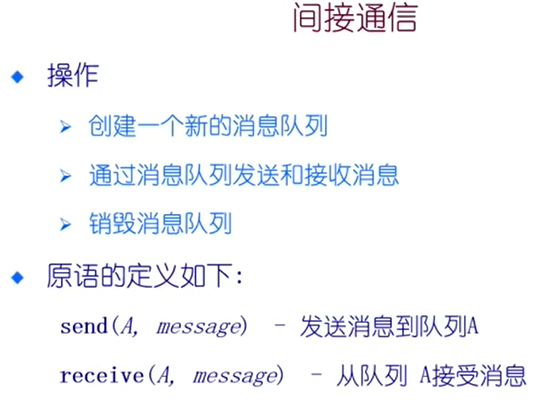 间接通信
操作
创建一个新的消息队列
通过消息队列发送和接收消息
销毁消息队列
原语的定义如下:
send(A, message) - 发送消息到队列A
receive(A, message) - 从队列 A接受消息